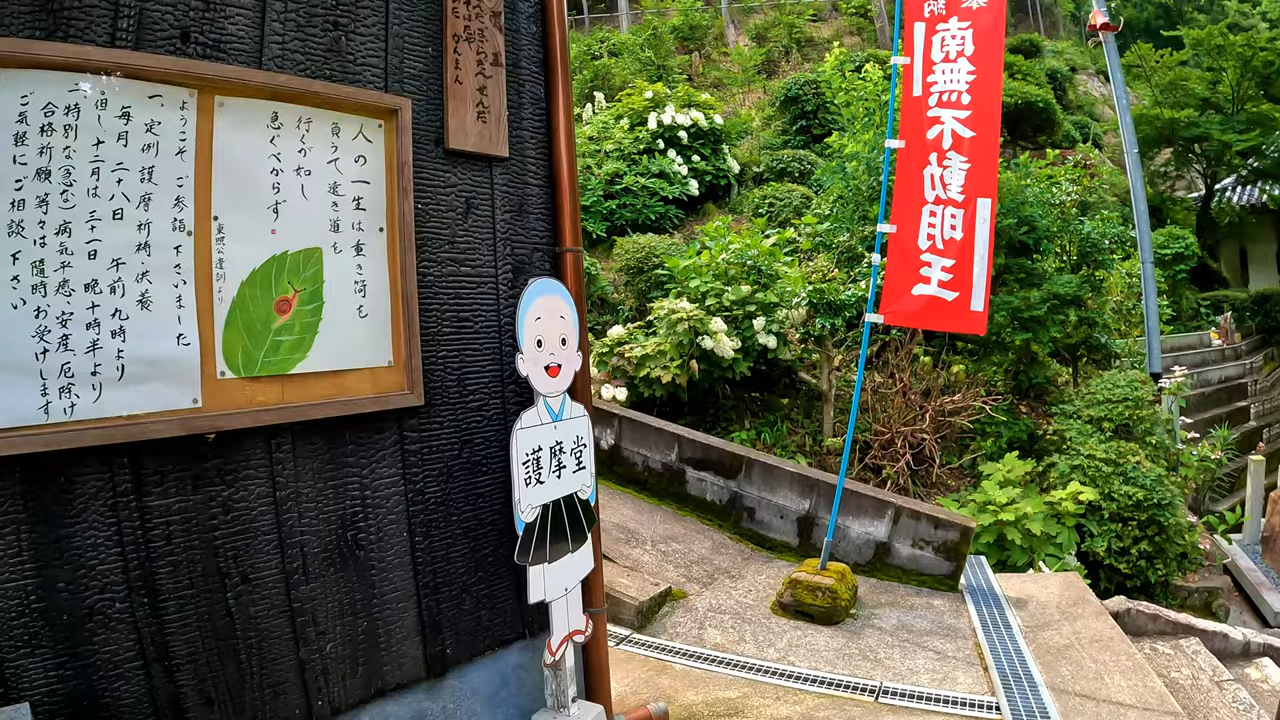 ようこそ ご参詣 下さいました
一、定例 護摩祈祷 供養
毎月 二十八日 午前九時より
但し、十二月は 三十一日 晩十時半より
一、特別な(急な)病気平癒、安産、厄除け
合格祈願、等々は 随時お受けします
ご気軽に ご相談 下さい
人の一生は重き荷を
負うて、遠き道を
行くが如し
急ぐべからず
東照公遺訓より
かんまん
護摩堂
奉納
南無不動明王